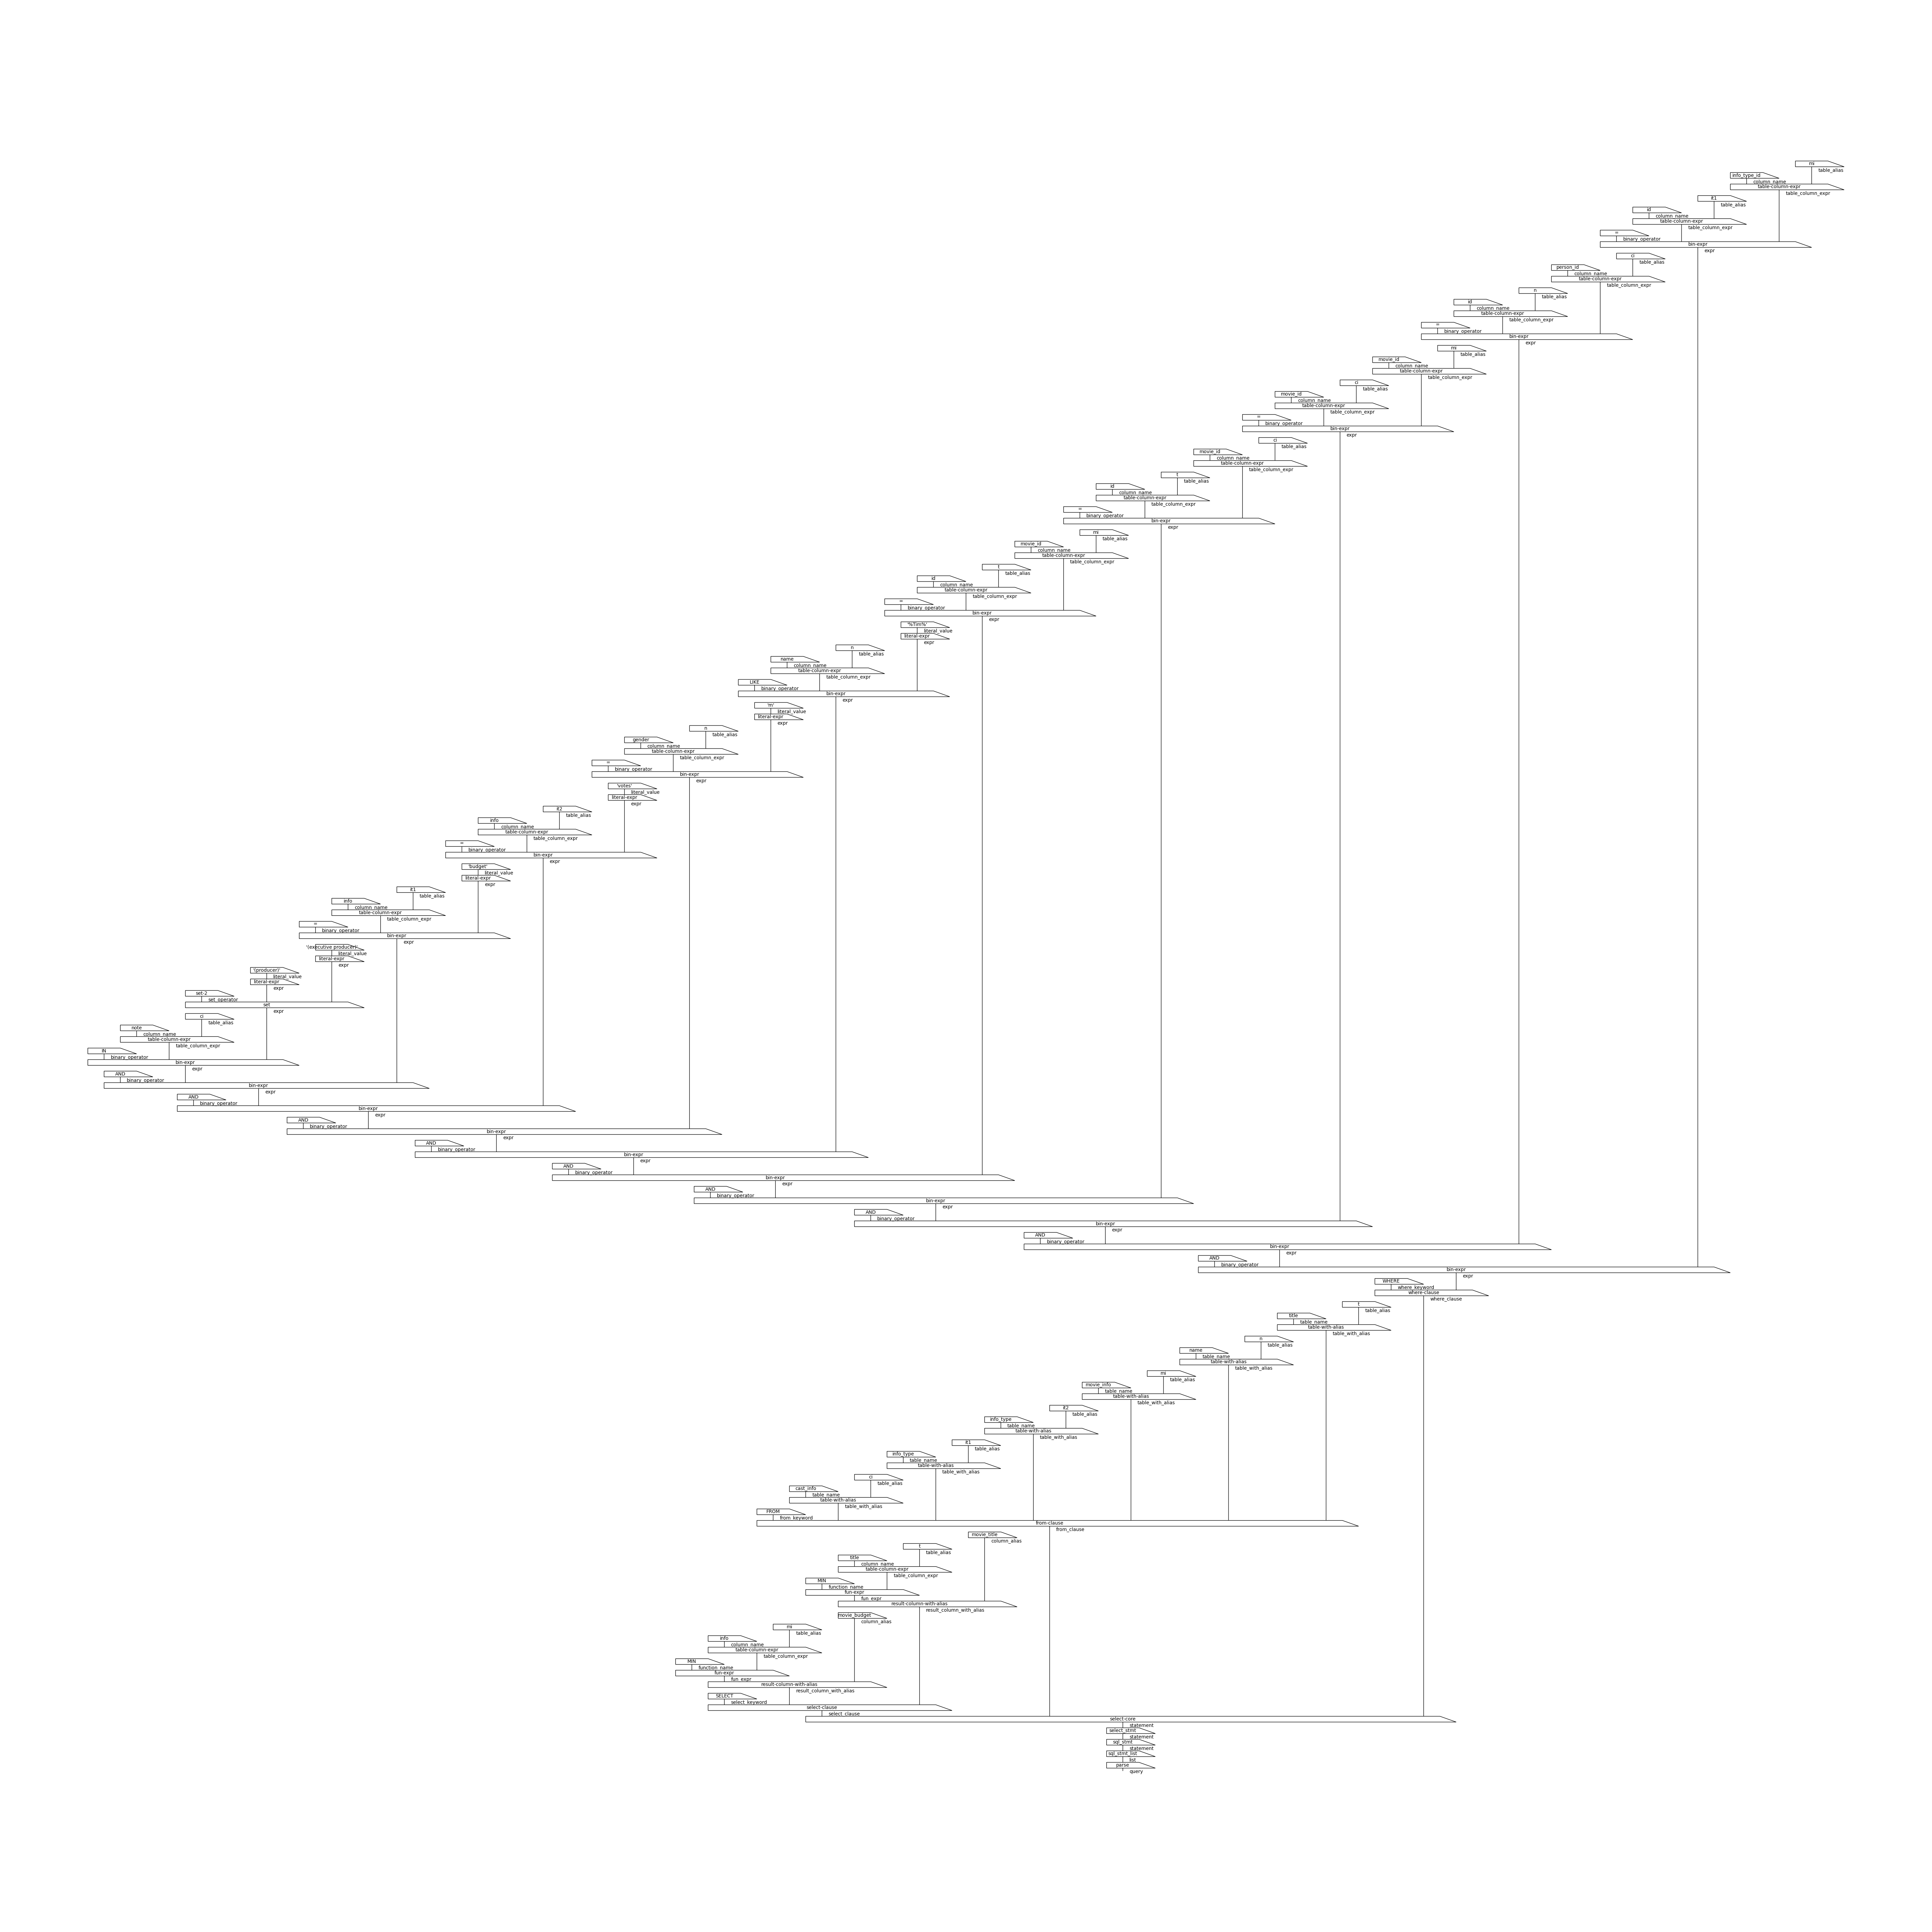 mi
table_alias
info_type_id
column_name
table-column-expr
table_column_expr
it1
table_alias
id
column_name
table-column-expr
table_column_expr
=
binary_operator
bin-expr
expr
ci
table_alias
person_id
column_name
table-column-expr
table_column_expr
n
table_alias
id
column_name
table-column-expr
table_column_expr
=
binary_operator
bin-expr
expr
mi
table_alias
movie_id
column_name
table-column-expr
table_column_expr
ci
table_alias
movie_id
column_name
table-column-expr
table_column_expr
=
binary_operator
bin-expr
expr
ci
table_alias
movie_id
column_name
table-column-expr
table_column_expr
t
table_alias
id
column_name
table-column-expr
table_column_expr
=
binary_operator
bin-expr
expr
mi
table_alias
movie_id
column_name
table-column-expr
table_column_expr
t
table_alias
id
column_name
table-column-expr
table_column_expr
=
binary_operator
bin-expr
expr
'%Tim%'
literal_value
literal-expr
expr
n
table_alias
name
column_name
table-column-expr
table_column_expr
LIKE
binary_operator
bin-expr
expr
'm'
literal_value
literal-expr
expr
n
table_alias
gender
column_name
table-column-expr
table_column_expr
=
binary_operator
bin-expr
expr
'votes'
literal_value
literal-expr
expr
it2
table_alias
info
column_name
table-column-expr
table_column_expr
=
binary_operator
bin-expr
expr
'budget'
literal_value
literal-expr
expr
it1
table_alias
info
column_name
table-column-expr
table_column_expr
=
binary_operator
bin-expr
expr
'(executive producer)'
literal_value
literal-expr
expr
'(producer)'
literal_value
literal-expr
expr
set-2
set_operator
set
expr
ci
table_alias
note
column_name
table-column-expr
table_column_expr
IN
binary_operator
bin-expr
expr
AND
binary_operator
bin-expr
expr
AND
binary_operator
bin-expr
expr
AND
binary_operator
bin-expr
expr
AND
binary_operator
bin-expr
expr
AND
binary_operator
bin-expr
expr
AND
binary_operator
bin-expr
expr
AND
binary_operator
bin-expr
expr
AND
binary_operator
bin-expr
expr
AND
binary_operator
bin-expr
expr
WHERE
where_keyword
where-clause
where_clause
t
table_alias
title
table_name
table-with-alias
table_with_alias
n
table_alias
name
table_name
table-with-alias
table_with_alias
mi
table_alias
movie_info
table_name
table-with-alias
table_with_alias
it2
table_alias
info_type
table_name
table-with-alias
table_with_alias
it1
table_alias
info_type
table_name
table-with-alias
table_with_alias
ci
table_alias
cast_info
table_name
table-with-alias
table_with_alias
FROM
from_keyword
from-clause
from_clause
movie_title
column_alias
t
table_alias
title
column_name
table-column-expr
table_column_expr
MIN
function_name
fun-expr
fun_expr
result-column-with-alias
result_column_with_alias
movie_budget
column_alias
mi
table_alias
info
column_name
table-column-expr
table_column_expr
MIN
function_name
fun-expr
fun_expr
result-column-with-alias
result_column_with_alias
SELECT
select_keyword
select-clause
select_clause
select-core
statement
select_stmt
statement
sql_stmt
statement
sql_stmt_list
list
parse
query